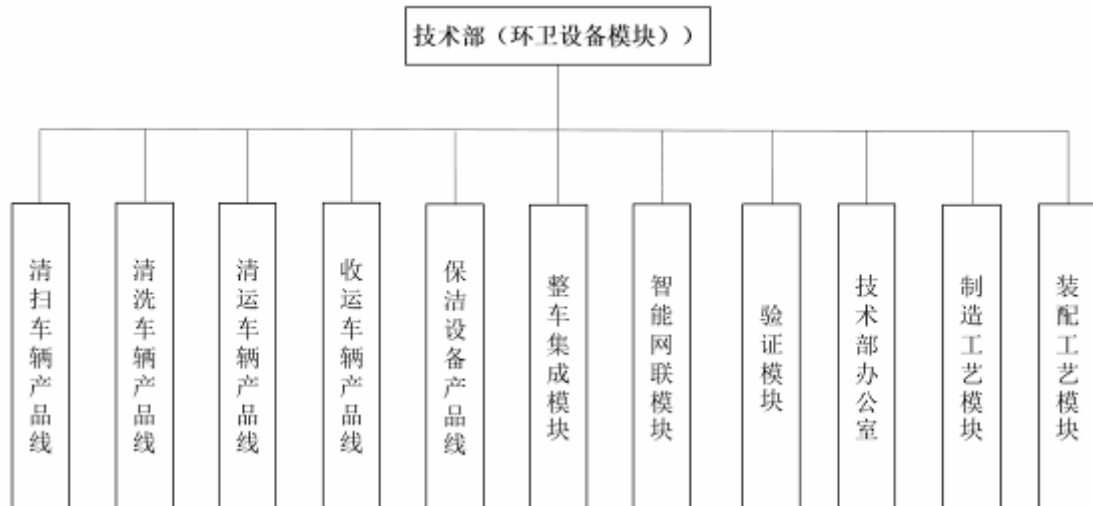 技术部（环卫设备模块））
清扫车辆产品线
清洗车辆产品线
清运车辆产品线
收运车辆产品线
保洁设备产品线
整车集成模块
智能网联模块
验证模块
技术部办公室
制造工艺模块
装配工艺模块